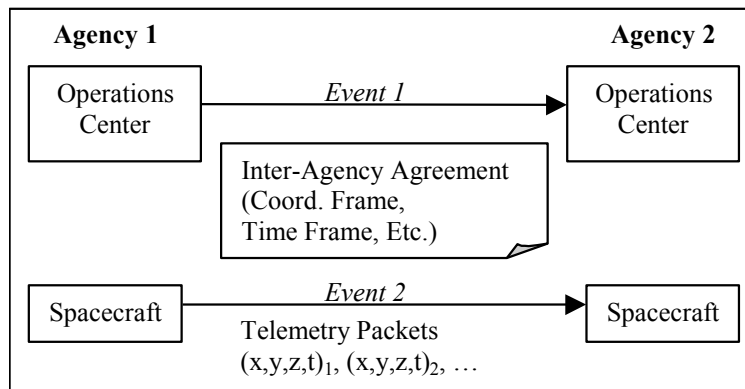 Agency 1
Agency 2
Operations
Center
Event 1
Operations
Center
Inter-Agency Agreement
(Coord. Frame,
Time Frame, Etc.)
Spacecraft
Event 2
Spacecraft
Telemetry Packets
(x,y,z,t)₁, (x,y,z,t)₂, …